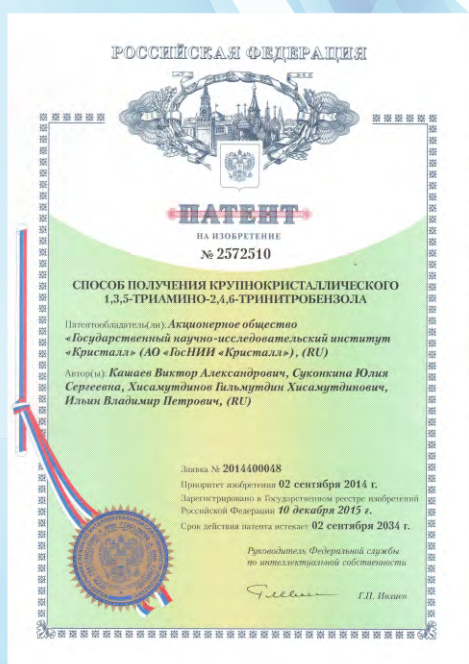 РОССИЙСКАЯ ФЕДЕРАЦИЯ
ПАТЕНТ
НА ИЗОБРЕТЕНИЕ
№ 2572510
СПОСОБ ПОЛУЧЕНИЯ КРУПНОКРИСТАЛЛИЧЕСКОГО
1,3,5-ТРИАМИНО-2,4,6-ТРИНИТРОБЕНЗОЛА
Патентообладатель(ли): Акционерное общество
«Государственный научно-исследовательский институт
«Кристалл» (АО «ГосНИИ «Кристалл»), (RU)
Автор(ы): Кашаев Виктор Александрович, Суконкина Юлия
Сергеевна, Хисамутдинов Гильмутдин Хисамутдинович,
Ильин Владимир Петрович, (RU)
Заявка № 2014400048
Приоритет изобретения 02 сентября 2014 г.
Зарегистрировано в Государственном реестре изобретений
Российской Федерации 10 декабря 2015 г.
Срок действия патента истекает 02 сентября 2034 г.
Руководитель Федеральной службы
по интеллектуальной собственности
Г.П. Ивлиев